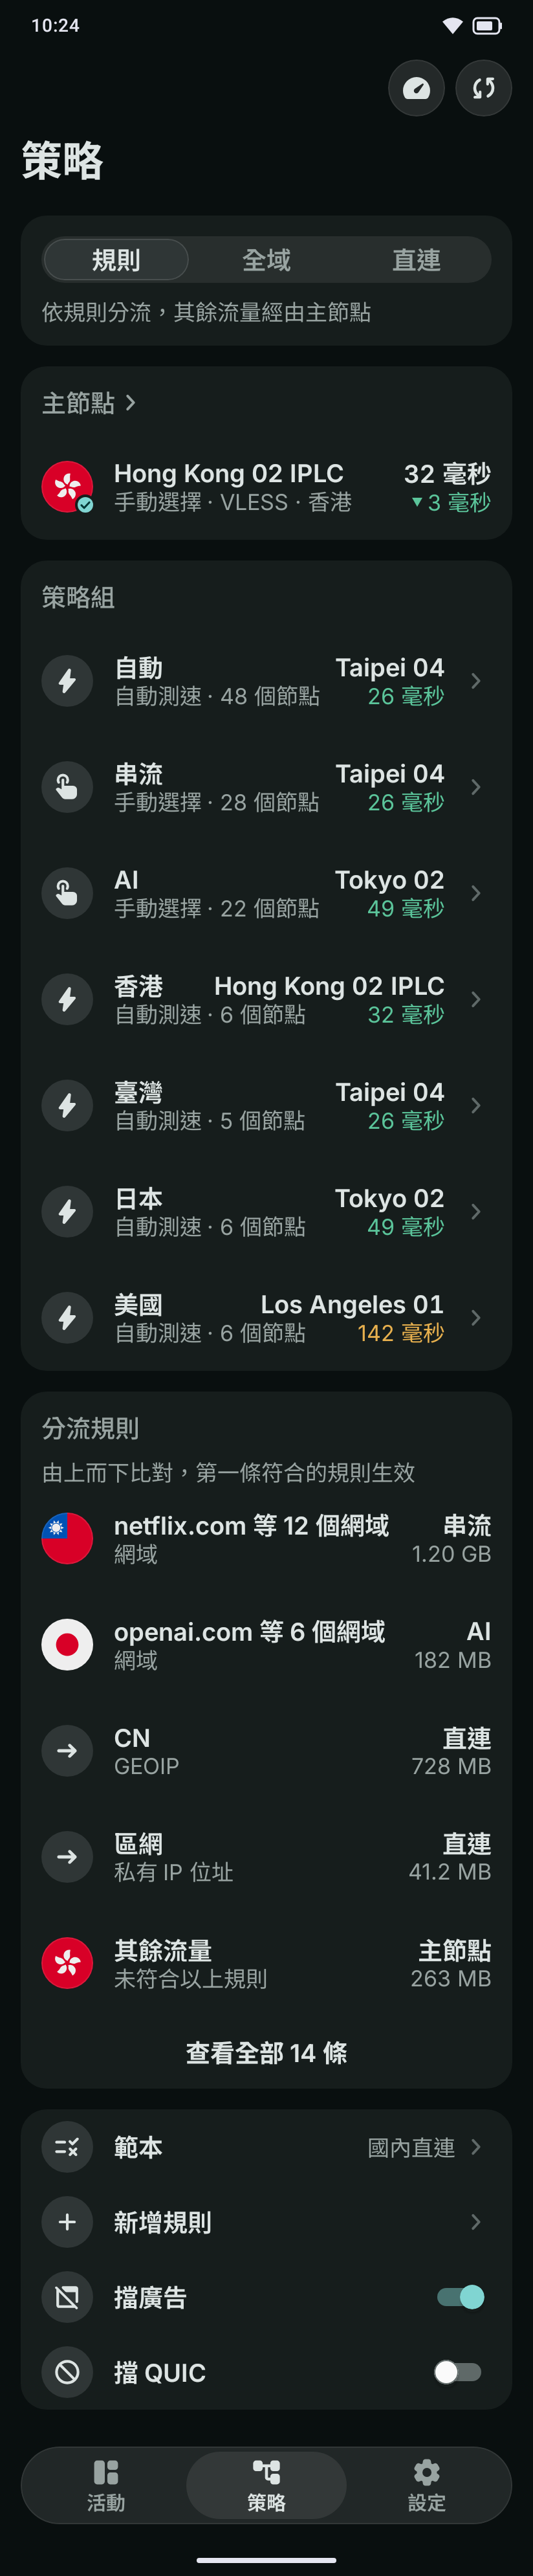 10:24
策略
規則 全域 直連
依規則分流，其餘流量經由主節點
主節點
Hong Kong 02 IPLC 32 毫秒
手動選擇 · VLESS · 香港 ▼3 毫秒
策略組
自動 Taipei 04
自動測速 · 48 個節點 26 毫秒
串流 Taipei 04
手動選擇 · 28 個節點 26 毫秒
AI Tokyo 02
手動選擇 · 22 個節點 49 毫秒
香港 Hong Kong 02 IPLC
自動測速 · 6 個節點 32 毫秒
臺灣 Taipei 04
自動測速 · 5 個節點 26 毫秒
日本 Tokyo 02
自動測速 · 6 個節點 49 毫秒
美國 Los Angeles 01
自動測速 · 6 個節點 142 毫秒
分流規則
由上而下比對，第一條符合的規則生效
netflix.com 等 12 個網域 串流
網域 1.20 GB
openai.com 等 6 個網域 AI
網域 182 MB
CN 直連
GEOIP 728 MB
區網 直連
私有 IP 位址 41.2 MB
其餘流量 主節點
未符合以上規則 263 MB
查看全部 14 條
範本 國內直連
新增規則
擋廣告
擋 QUIC
活動 策略 設定